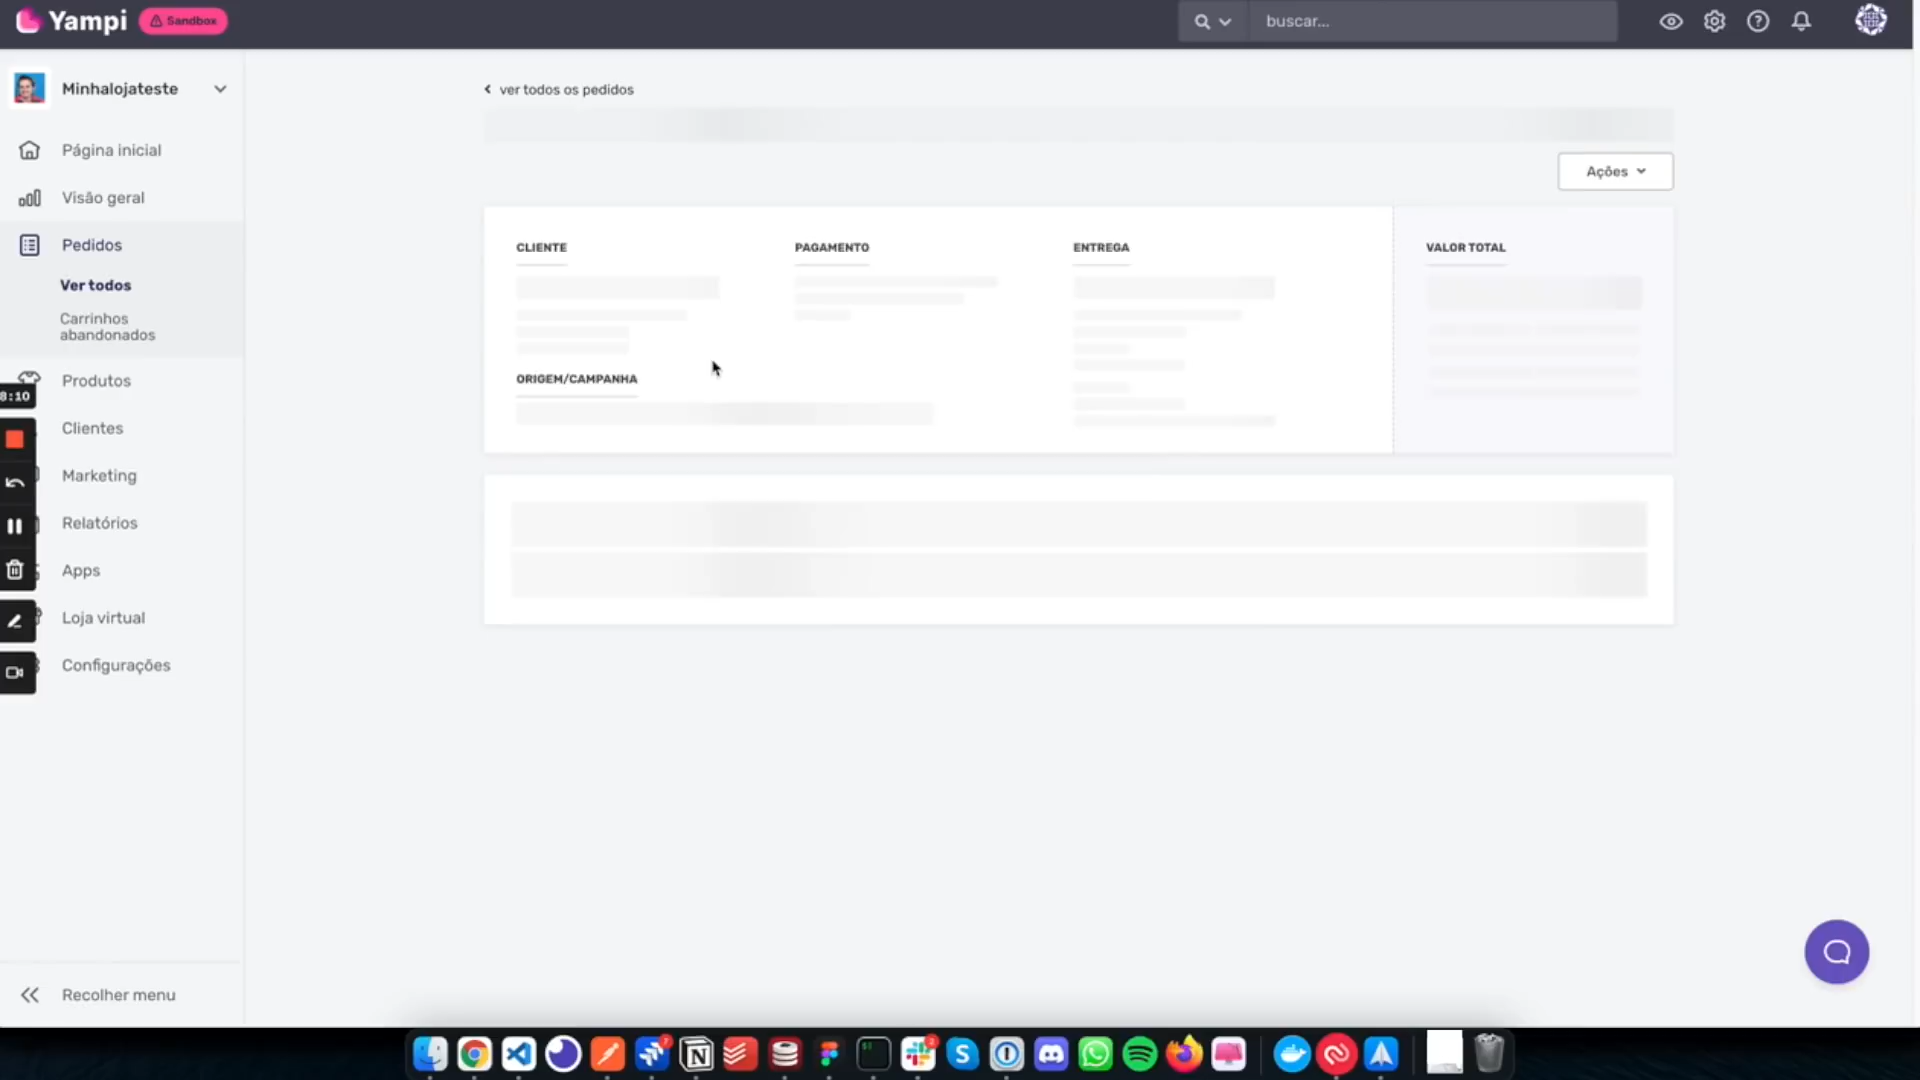 Yampi
Sandbox
buscar...
Minhalojateste
ver todos os pedidos
Página inicial
Ações
Visão geral
Pedidos
CLIENTE
PAGAMENTO
ENTREGA
VALOR TOTAL
Ver todos
Carrinhos
abandonados
ORIGEM/CAMPANHA
Produtos
8:10
Clientes
Marketing
Relatórios
Apps
Loja virtual
Configurações
Recolher menu